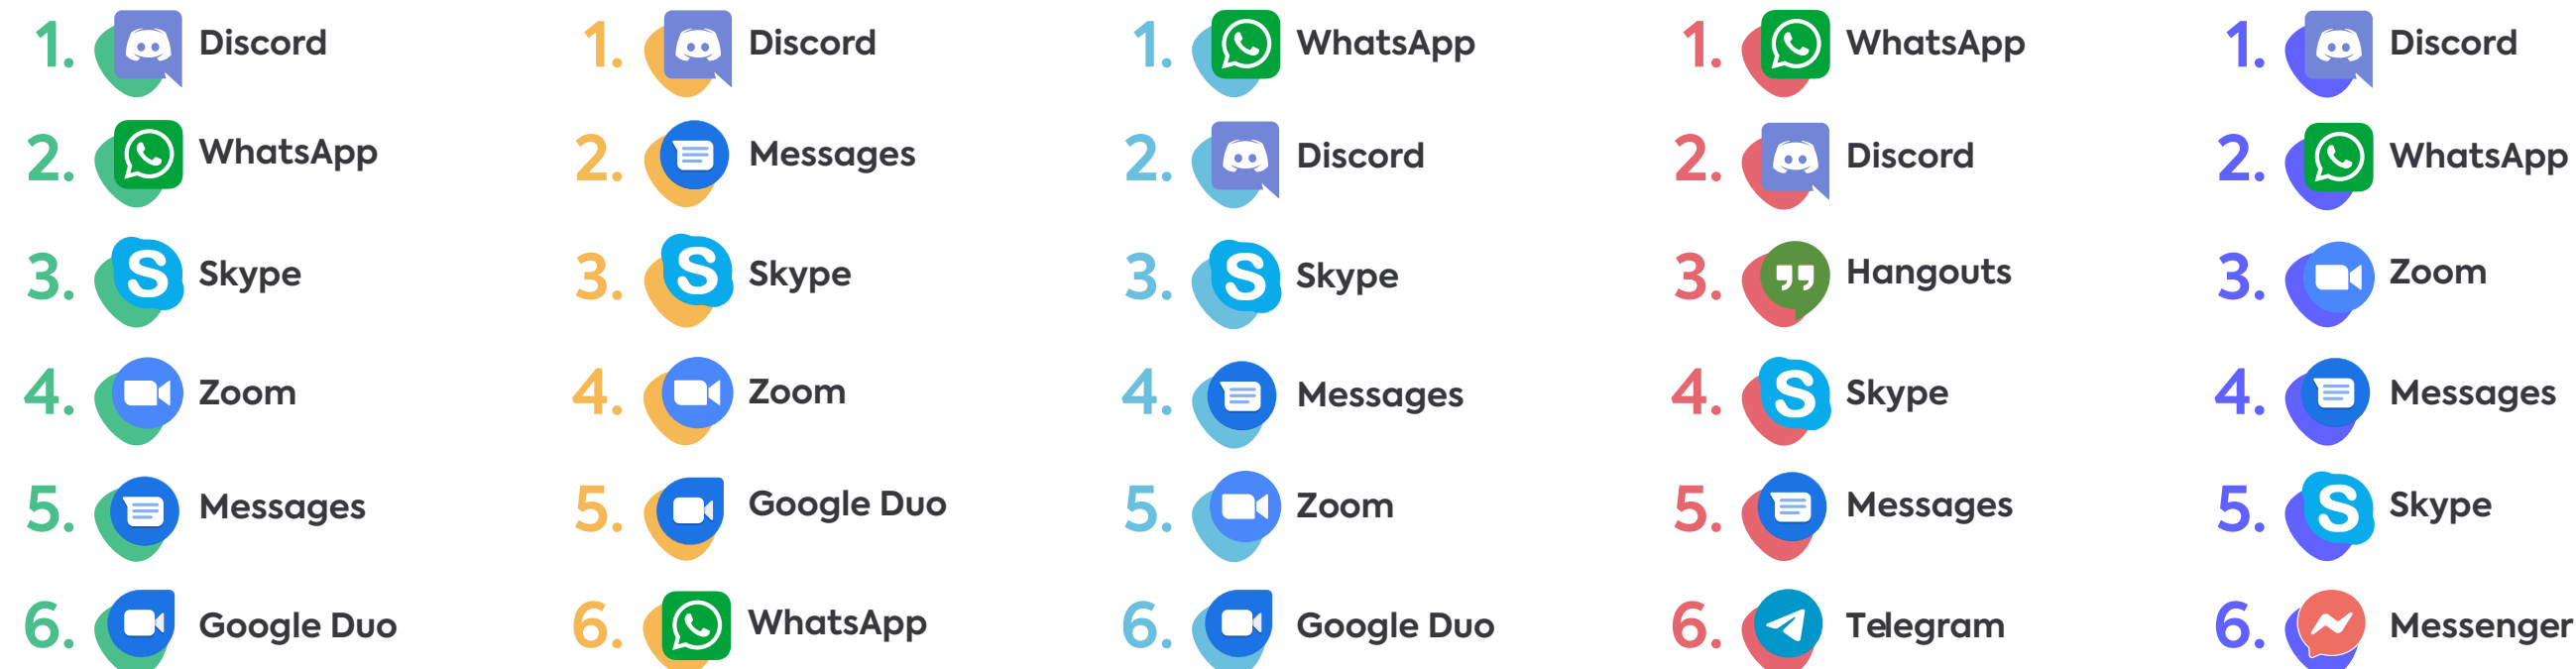 1. Discord
2. WhatsApp
3. Skype
4. Zoom
5. Messages
6. Google Duo
1. Discord
2. Messages
3. Skype
4. Zoom
5. Google Duo
6. WhatsApp
1. WhatsApp
2. Discord
3. Skype
4. Messages
5. Zoom
6. Google Duo
1. WhatsApp
2. Discord
3. Hangouts
4. Skype
5. Messages
6. Telegram
1. Discord
2. WhatsApp
3. Zoom
4. Messages
5. Skype
6. Messenger